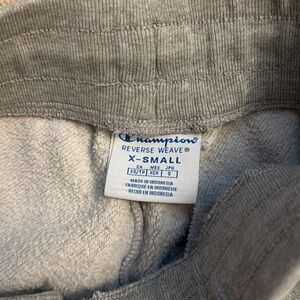 Champion
REVERSE WEAVE®
X-SMALL
CA MEX JPN
XS/TP XCH S
MADE IN INDONESIA
FABRIQUÉ EN INDONÉSIE
HECHO EN INDONESIA